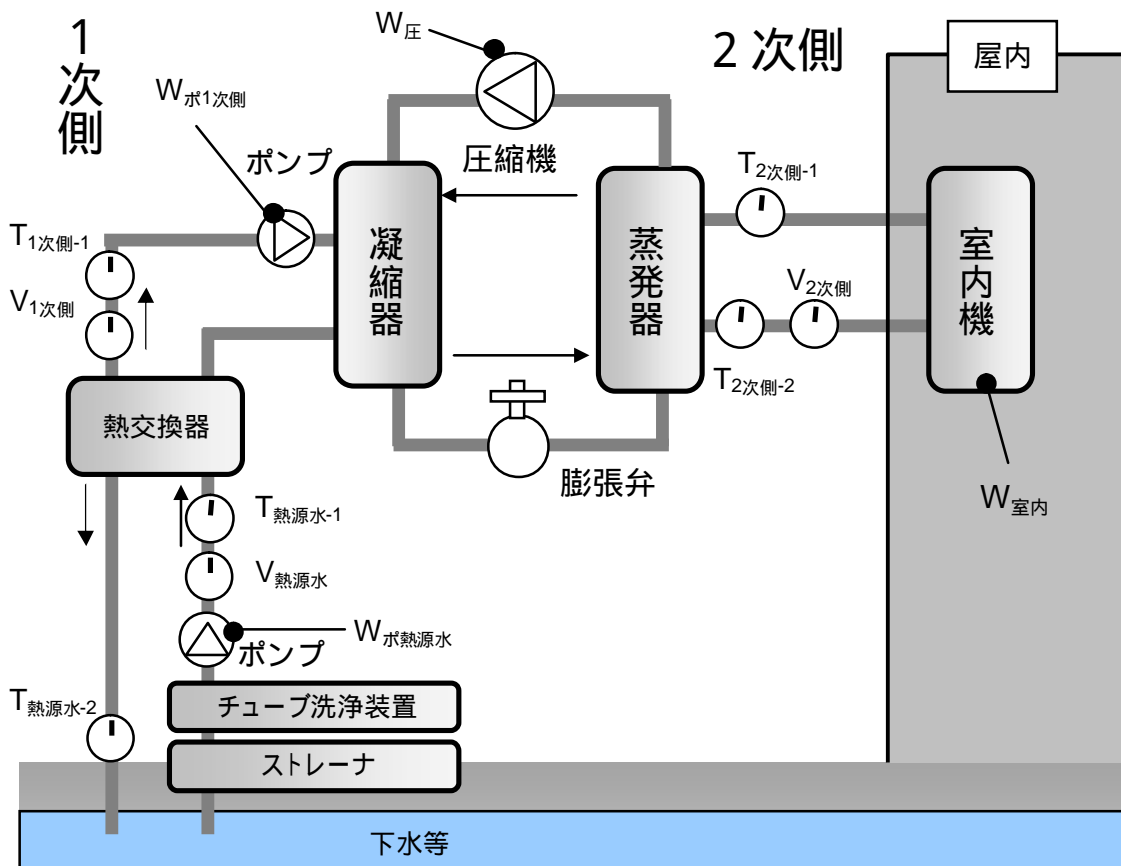 1次側
W圧
2次側
屋内
Wポ1次側
ポンプ
圧縮機
T2次側-1
T1次側-1
V1次側
凝縮器
蒸発器
V2次側
室内機
T2次側-2
熱交換器
膨張弁
W室内
T熱源水-1
V熱源水
Wポ熱源水
ポンプ
T熱源水-2
チューブ洗浄装置
ストレーナ
下水等